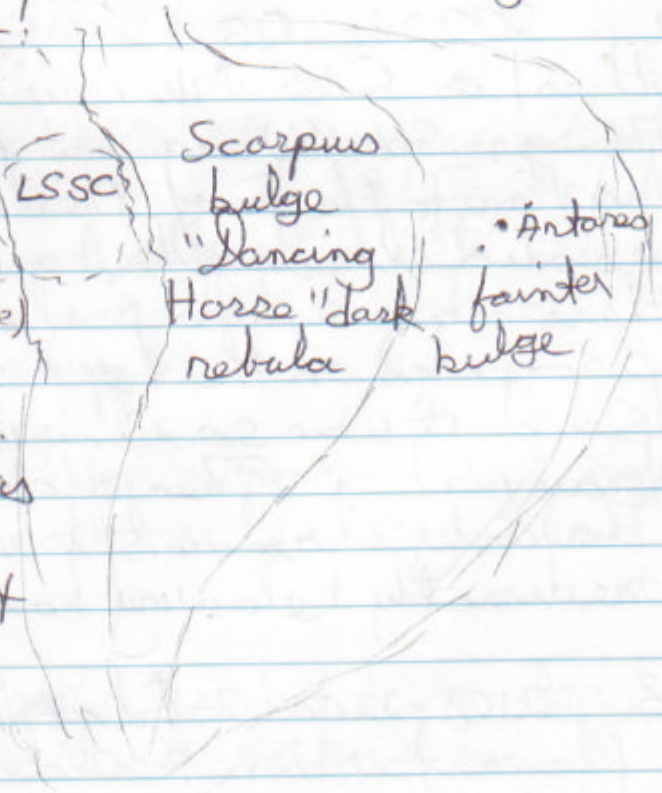 !
LSSC
Scorpius
bulge
"Dancing
Horse" dark
nebula
• Antares
fainter
bulge
e)
t